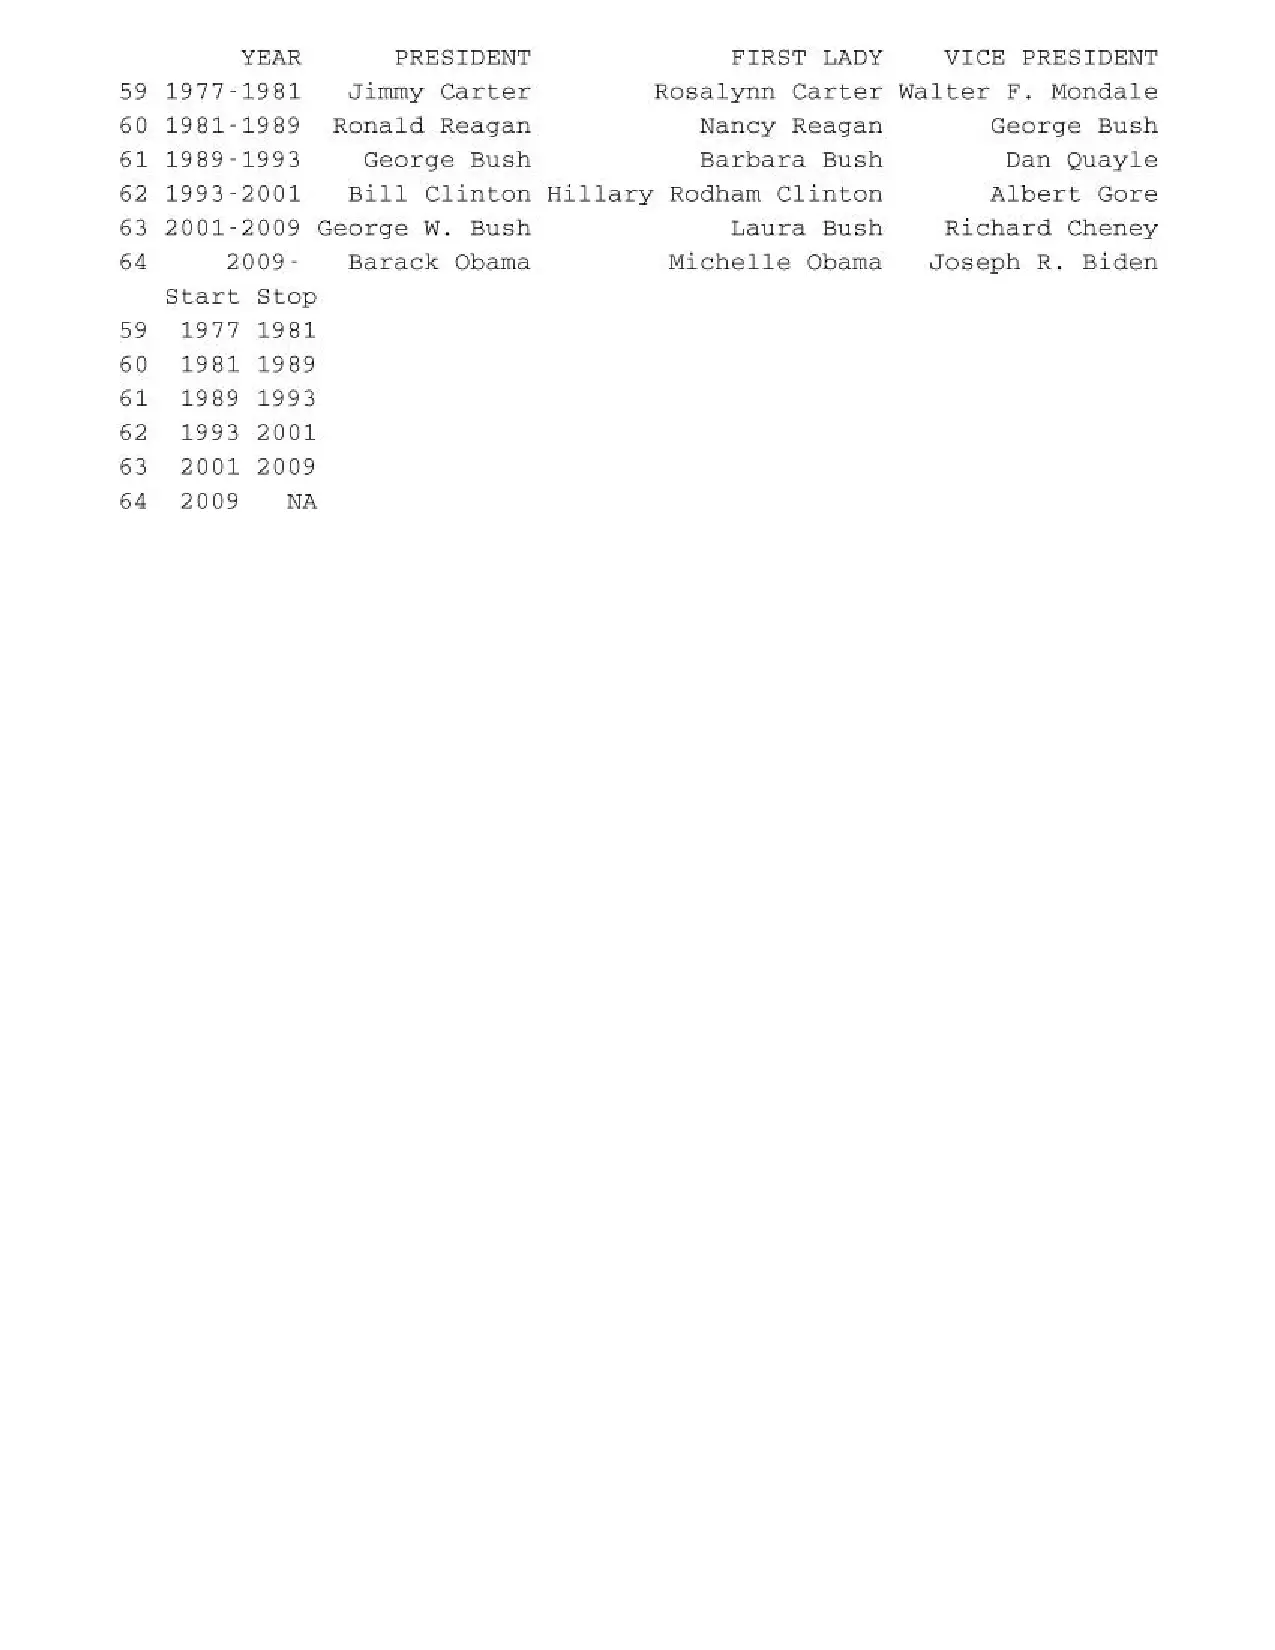 YEAR PRESIDENT FIRST LADY VICE PRESIDENT
59 1977-1981 Jimmy Carter Rosalynn Carter Walter F. Mondale
60 1981-1989 Ronald Reagan Nancy Reagan George Bush
61 1989-1993 George Bush Barbara Bush Dan Quayle
62 1993-2001 Bill Clinton Hillary Rodham Clinton Albert Gore
63 2001-2009 George W. Bush Laura Bush Richard Cheney
64 2009- Barack Obama Michelle Obama Joseph R. Biden
Start Stop
59 1977 1981
60 1981 1989
61 1989 1993
62 1993 2001
63 2001 2009
64 2009 NA